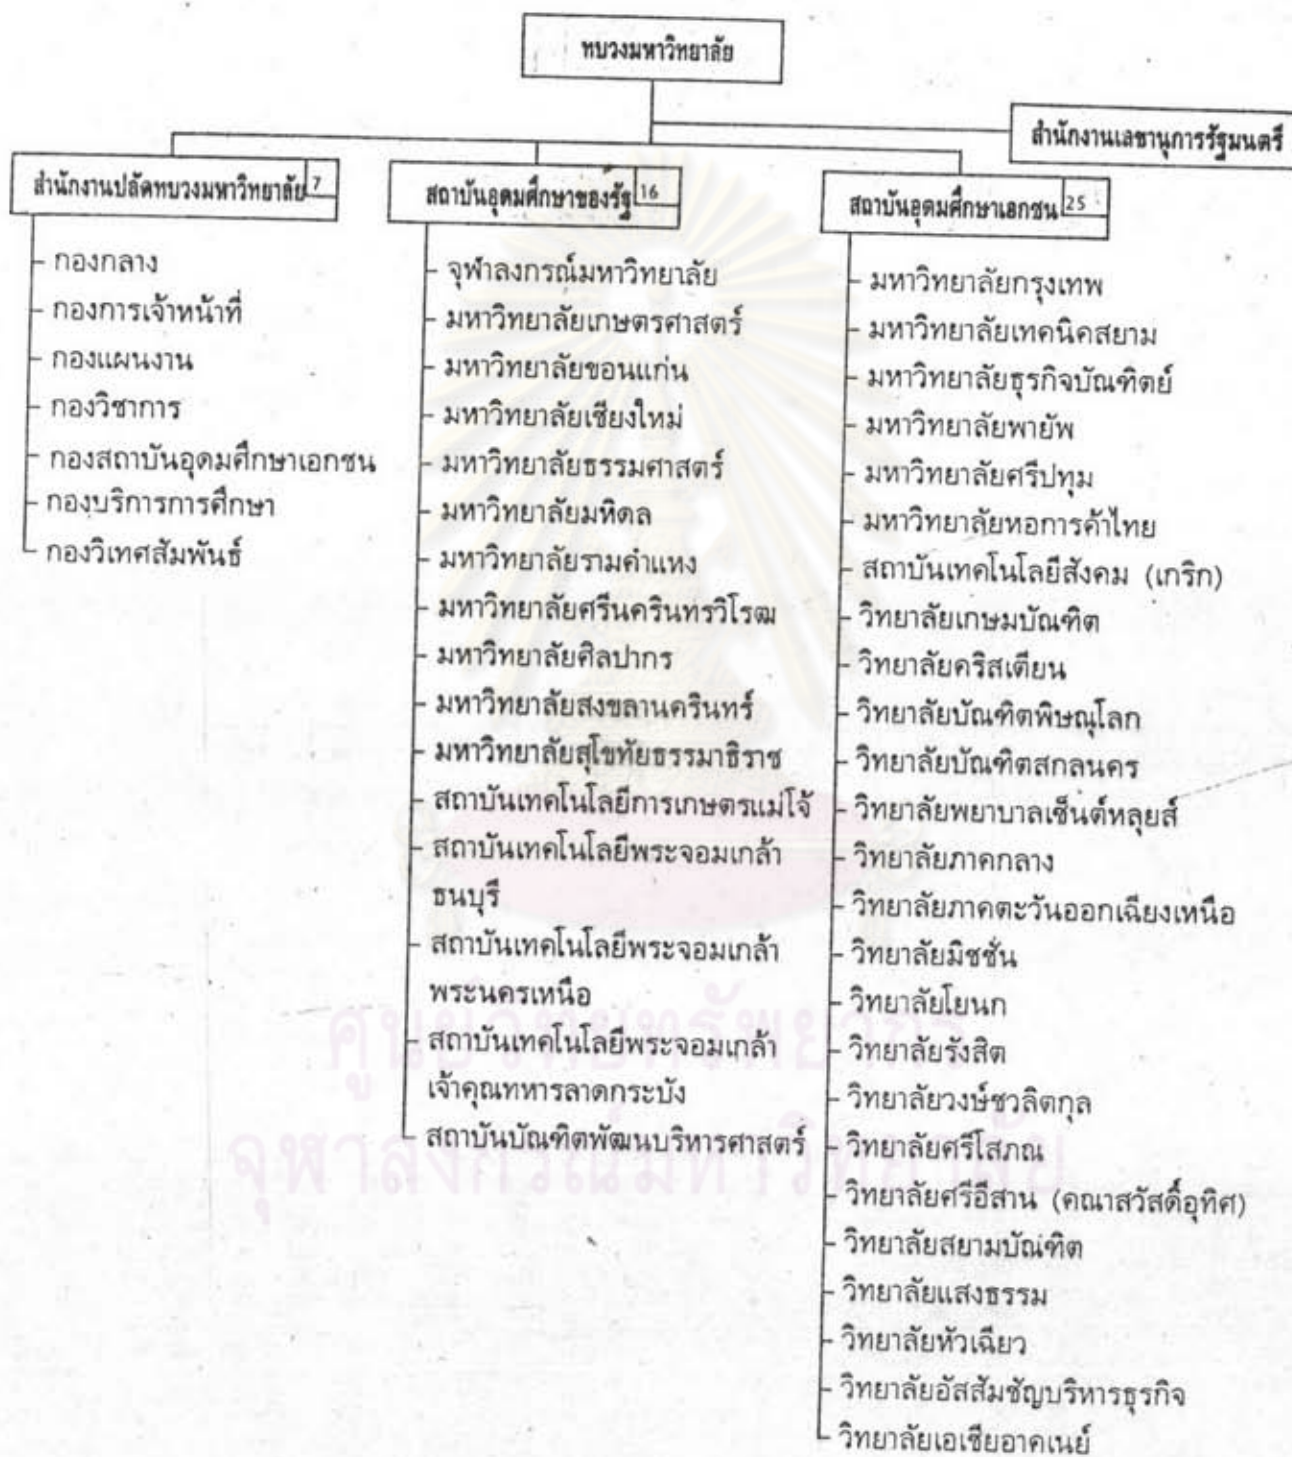 ทบวงมหาวิทยาลัย
สำนักงานเลขานุการรัฐมนตรี
สำนักงานปลัดทบวงมหาวิทยาลัย 7
- กองกลาง
- กองการเจ้าหน้าที่
- กองแผนงาน
- กองวิชาการ
- กองสถาบันอุดมศึกษาเอกชน
- กองบริการการศึกษา
- กองวิเทศสัมพันธ์
สถาบันอุดมศึกษาของรัฐ 16
- จุฬาลงกรณ์มหาวิทยาลัย
- มหาวิทยาลัยเกษตรศาสตร์
- มหาวิทยาลัยขอนแก่น
- มหาวิทยาลัยเชียงใหม่
- มหาวิทยาลัยธรรมศาสตร์
- มหาวิทยาลัยมหิดล
- มหาวิทยาลัยรามคำแหง
- มหาวิทยาลัยศรีนครินทรวิโรฒ
- มหาวิทยาลัยศิลปากร
- มหาวิทยาลัยสงขลานครินทร์
- มหาวิทยาลัยสุโขทัยธรรมาธิราช
- สถาบันเทคโนโลยีการเกษตรแม่โจ้
- สถาบันเทคโนโลยีพระจอมเกล้า
ธนบุรี
- สถาบันเทคโนโลยีพระจอมเกล้า
พระนครเหนือ
- สถาบันเทคโนโลยีพระจอมเกล้า
เจ้าคุณทหารลาดกระบัง
- สถาบันบัณฑิตพัฒนบริหารศาสตร์
สถาบันอุดมศึกษาเอกชน 25
- มหาวิทยาลัยกรุงเทพ
- มหาวิทยาลัยเทคนิคสยาม
- มหาวิทยาลัยธุรกิจบัณฑิตย์
- มหาวิทยาลัยพายัพ
- มหาวิทยาลัยศรีปทุม
- มหาวิทยาลัยหอการค้าไทย
- สถาบันเทคโนโลยีสังคม (เกริก)
- วิทยาลัยเกษมบัณฑิต
- วิทยาลัยคริสเตียน
- วิทยาลัยบัณฑิตพิษณุโลก
- วิทยาลัยบัณฑิตสกลนคร
- วิทยาลัยพยาบาลเซ็นต์หลุยส์
- วิทยาลัยภาคกลาง
- วิทยาลัยภาคตะวันออกเฉียงเหนือ
- วิทยาลัยมิชชั่น
- วิทยาลัยโยนก
- วิทยาลัยรังสิต
- วิทยาลัยวงษ์ชวลิตกุล
- วิทยาลัยศรีโสภณ
- วิทยาลัยศรีอีสาน (คณาสวัสดิ์อุทิศ)
- วิทยาลัยสยามบัณฑิต
- วิทยาลัยแสงธรรม
- วิทยาลัยหัวเฉียว
- วิทยาลัยอัสสัมชัญบริหารธุรกิจ
- วิทยาลัยเอเชียอาคเนย์
ศูนย์วิทยทรัพยากร
จุฬาลงกรณ์มหาวิทยาลัย